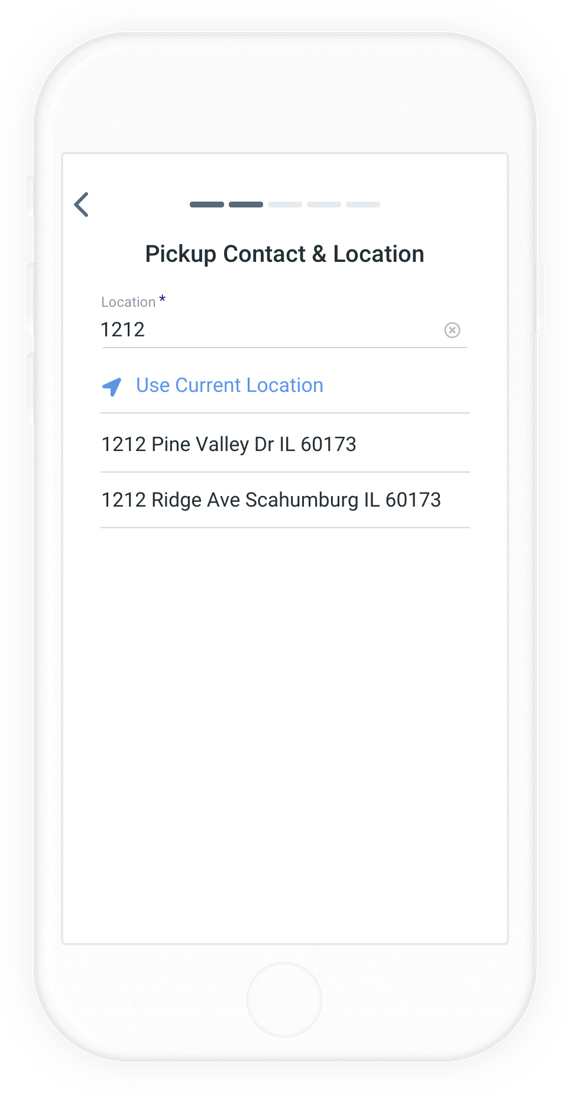 Pickup Contact & Location
Location *
1212
Use Current Location
1212 Pine Valley Dr IL 60173
1212 Ridge Ave Scahumburg IL 60173